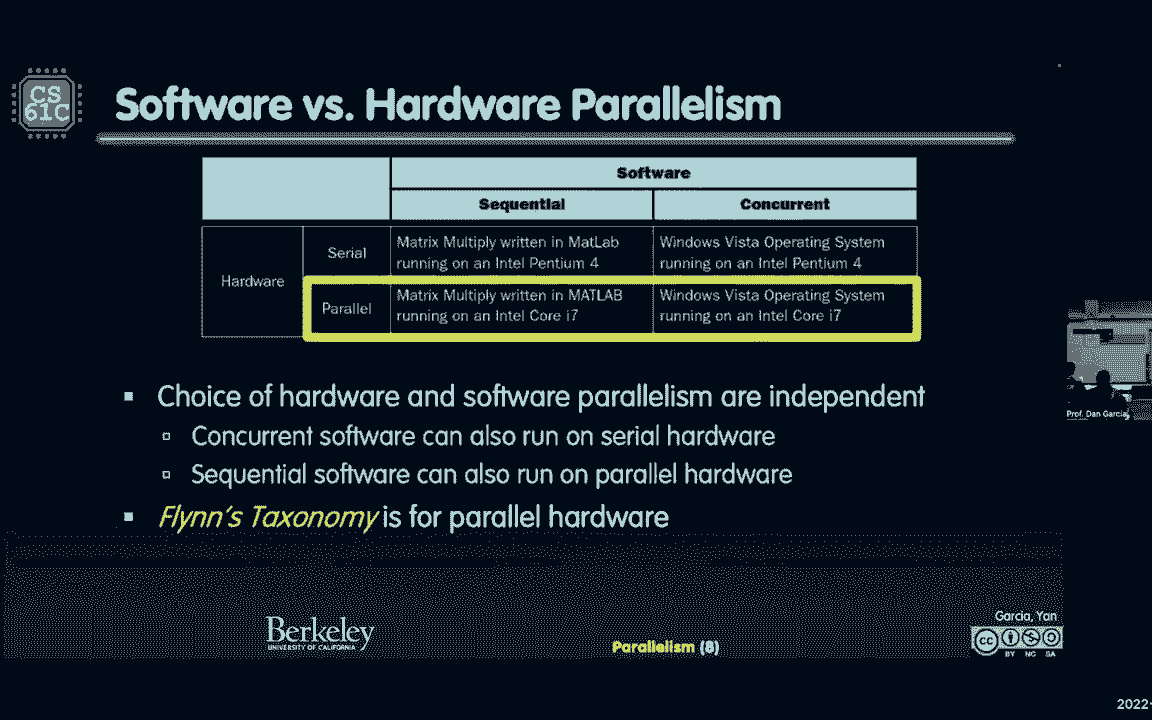 CS
61C
Software vs. Hardware Parallelism
Software
Sequential
Concurrent
Hardware
Serial
Matrix Multiply written in MatLab
running on an Intel Pentium 4
Windows Vista Operating System
running on an Intel Pentium 4
Parallel
Matrix Multiply written in MATLAB
running on an Intel Core i7
Windows Vista Operating System
running on an Intel Core i7
Choice of hardware and software parallelism are independent
Concurrent software can also run on serial hardware
Sequential software can also run on parallel hardware
Flynn's Taxonomy is for parallel hardware
Prof. Dan Garcia
Berkeley
UNIVERSITY OF CALIFORNIA
Parallelism (8)
Garcia, Yan
cc
BY NC SA
2022-